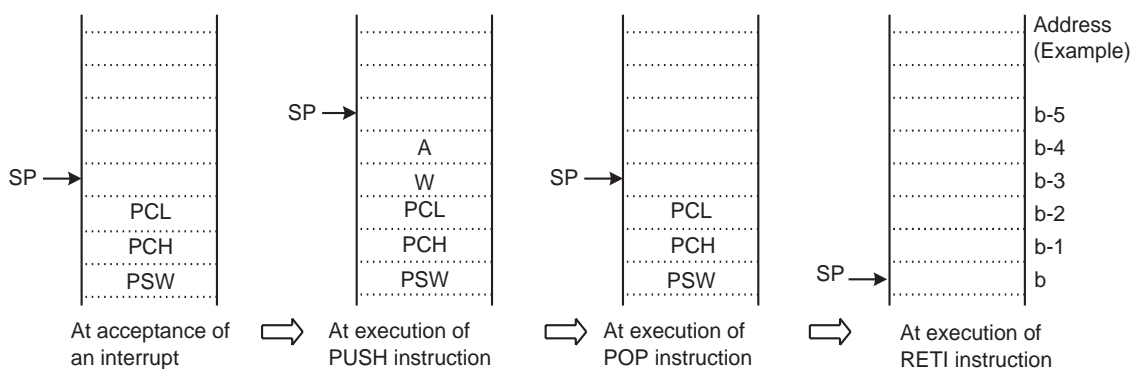 Address
(Example)
SP
b-5
A
b-4
SP
W
SP
b-3
PCL
PCL
PCL
b-2
PCH
PCH
PCH
b-1
PSW
PSW
PSW
SP
b
At acceptance of
an interrupt
At execution of
PUSH instruction
At execution of
POP instruction
At execution of
RETI instruction